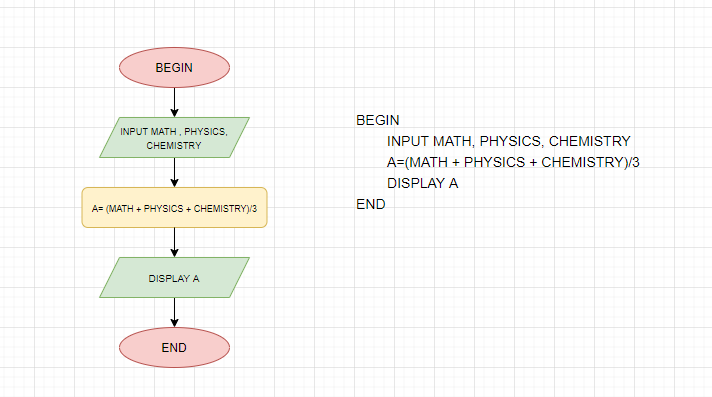 BEGIN
INPUT MATH , PHYSICS,
CHEMISTRY
A= (MATH + PHYSICS + CHEMISTRY)/3
DISPLAY A
END
BEGIN
INPUT MATH, PHYSICS, CHEMISTRY
A=(MATH + PHYSICS + CHEMISTRY)/3
DISPLAY A
END